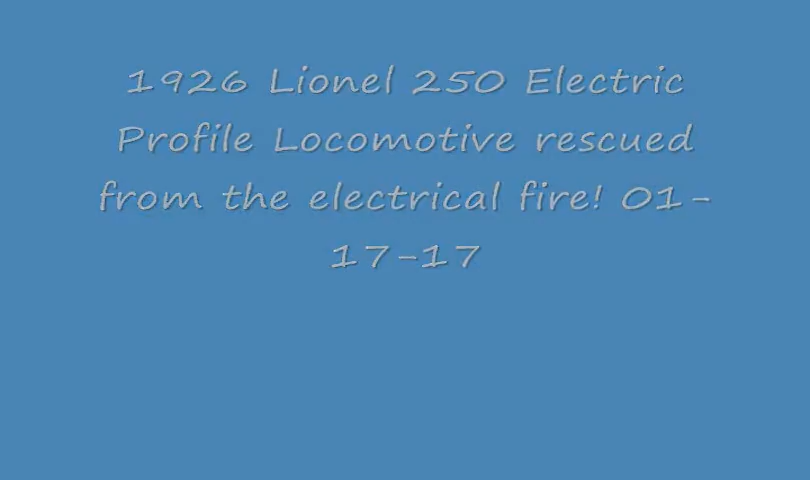 1926 Lionel 250 Electric
Profile Locomotive rescued
from the electrical fire! 01-
17-17